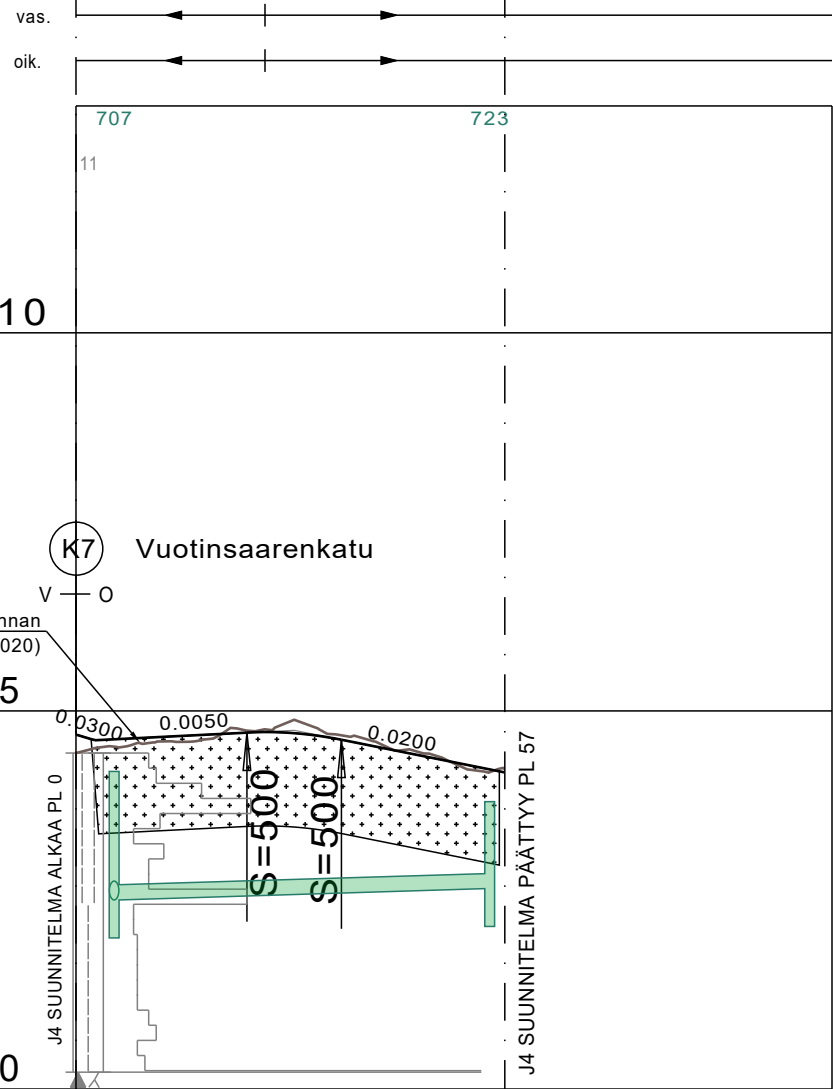 vas.
oik.
707
723
11
10
K7
Vuotinsaarenkatu
V
O
nnan
020)
5
0.0300
0.0050
0.0200
S=500
S=500
J4 SUUNNITELMA ALKAA PL 0
J4 SUUNNITELMA PÄÄTTYY PL 57
0